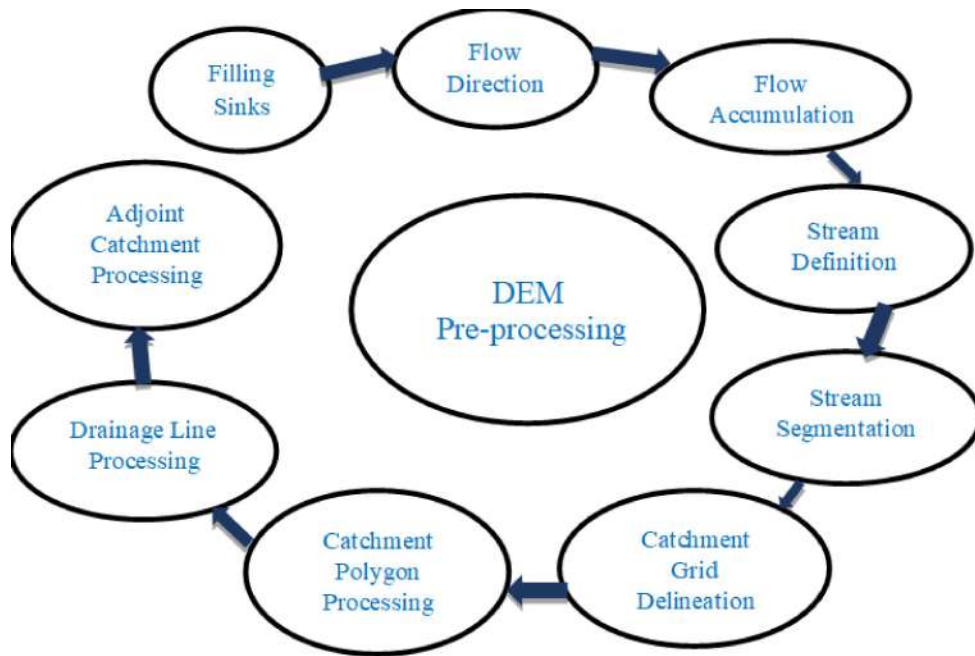 Filling
Sinks
Flow
Direction
Flow
Accumulation
Stream
Definition
Stream
Segmentation
Catchment
Grid
Delineation
Catchment
Polygon
Processing
Drainage Line
Processing
Adjoint
Catchment
Processing
DEM
Pre-processing